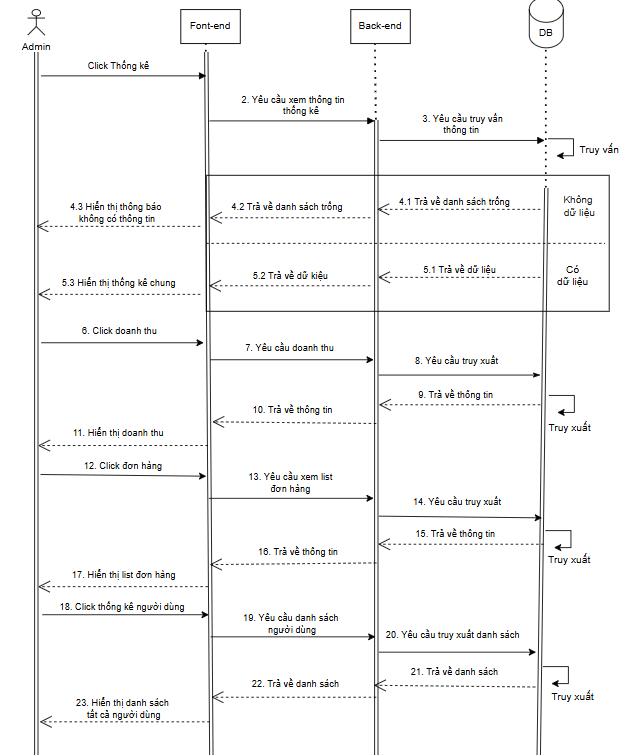 Font-end
Back-end
DB
Admin
Click Thống kê
2. Yêu cầu xem thông tin
thống kê
3. Yêu cầu truy vấn
thông tin
Truy vấn
4.3 Hiển thị thông báo
không có thông tin
4.2 Trả về danh sách trống
4.1 Trả về danh sách trống
Không
dữ liệu
5.3 Hiển thị thống kê chung
5.2 Trả về dữ kiệu
5.1 Trả về dữ liệu
Có
dữ liệu
6. Click doanh thu
7. Yêu cầu doanh thu
8. Yêu cầu truy xuất
9. Trả về thông tin
10. Trả về thông tin
Truy xuất
11. Hiển thị doanh thu
12. Click đơn hàng
13. Yêu cầu xem list
đơn hàng
14. Yêu cầu truy xuất
15. Trả về thông tin
16. Trả về thông tin
Truy xuất
17. Hiển thị list đơn hàng
18. Click thống kê người dùng
19. Yêu cầu danh sách
người dùng
20. Yêu cầu truy xuất danh sách
21. Trả về danh sách
22. Trả về danh sách
Truy xuất
23. Hiển thị danh sách
tất cả người dùng